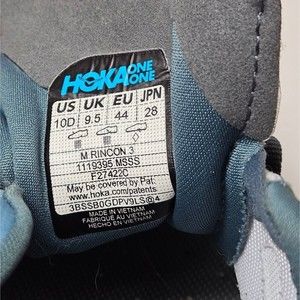 HOKA ONE ONE
US UK EU JPN
10D 9.5 44 28
M RINCON 3
1119395 MSSS
F27422C
May be covered by Pat.
www.hoka.com/patents
3BSSB0GDPV9LS@4
MADE IN VIETNAM
FABRIQUÉ AU VIETNAM
HECHO EN VIETNAM